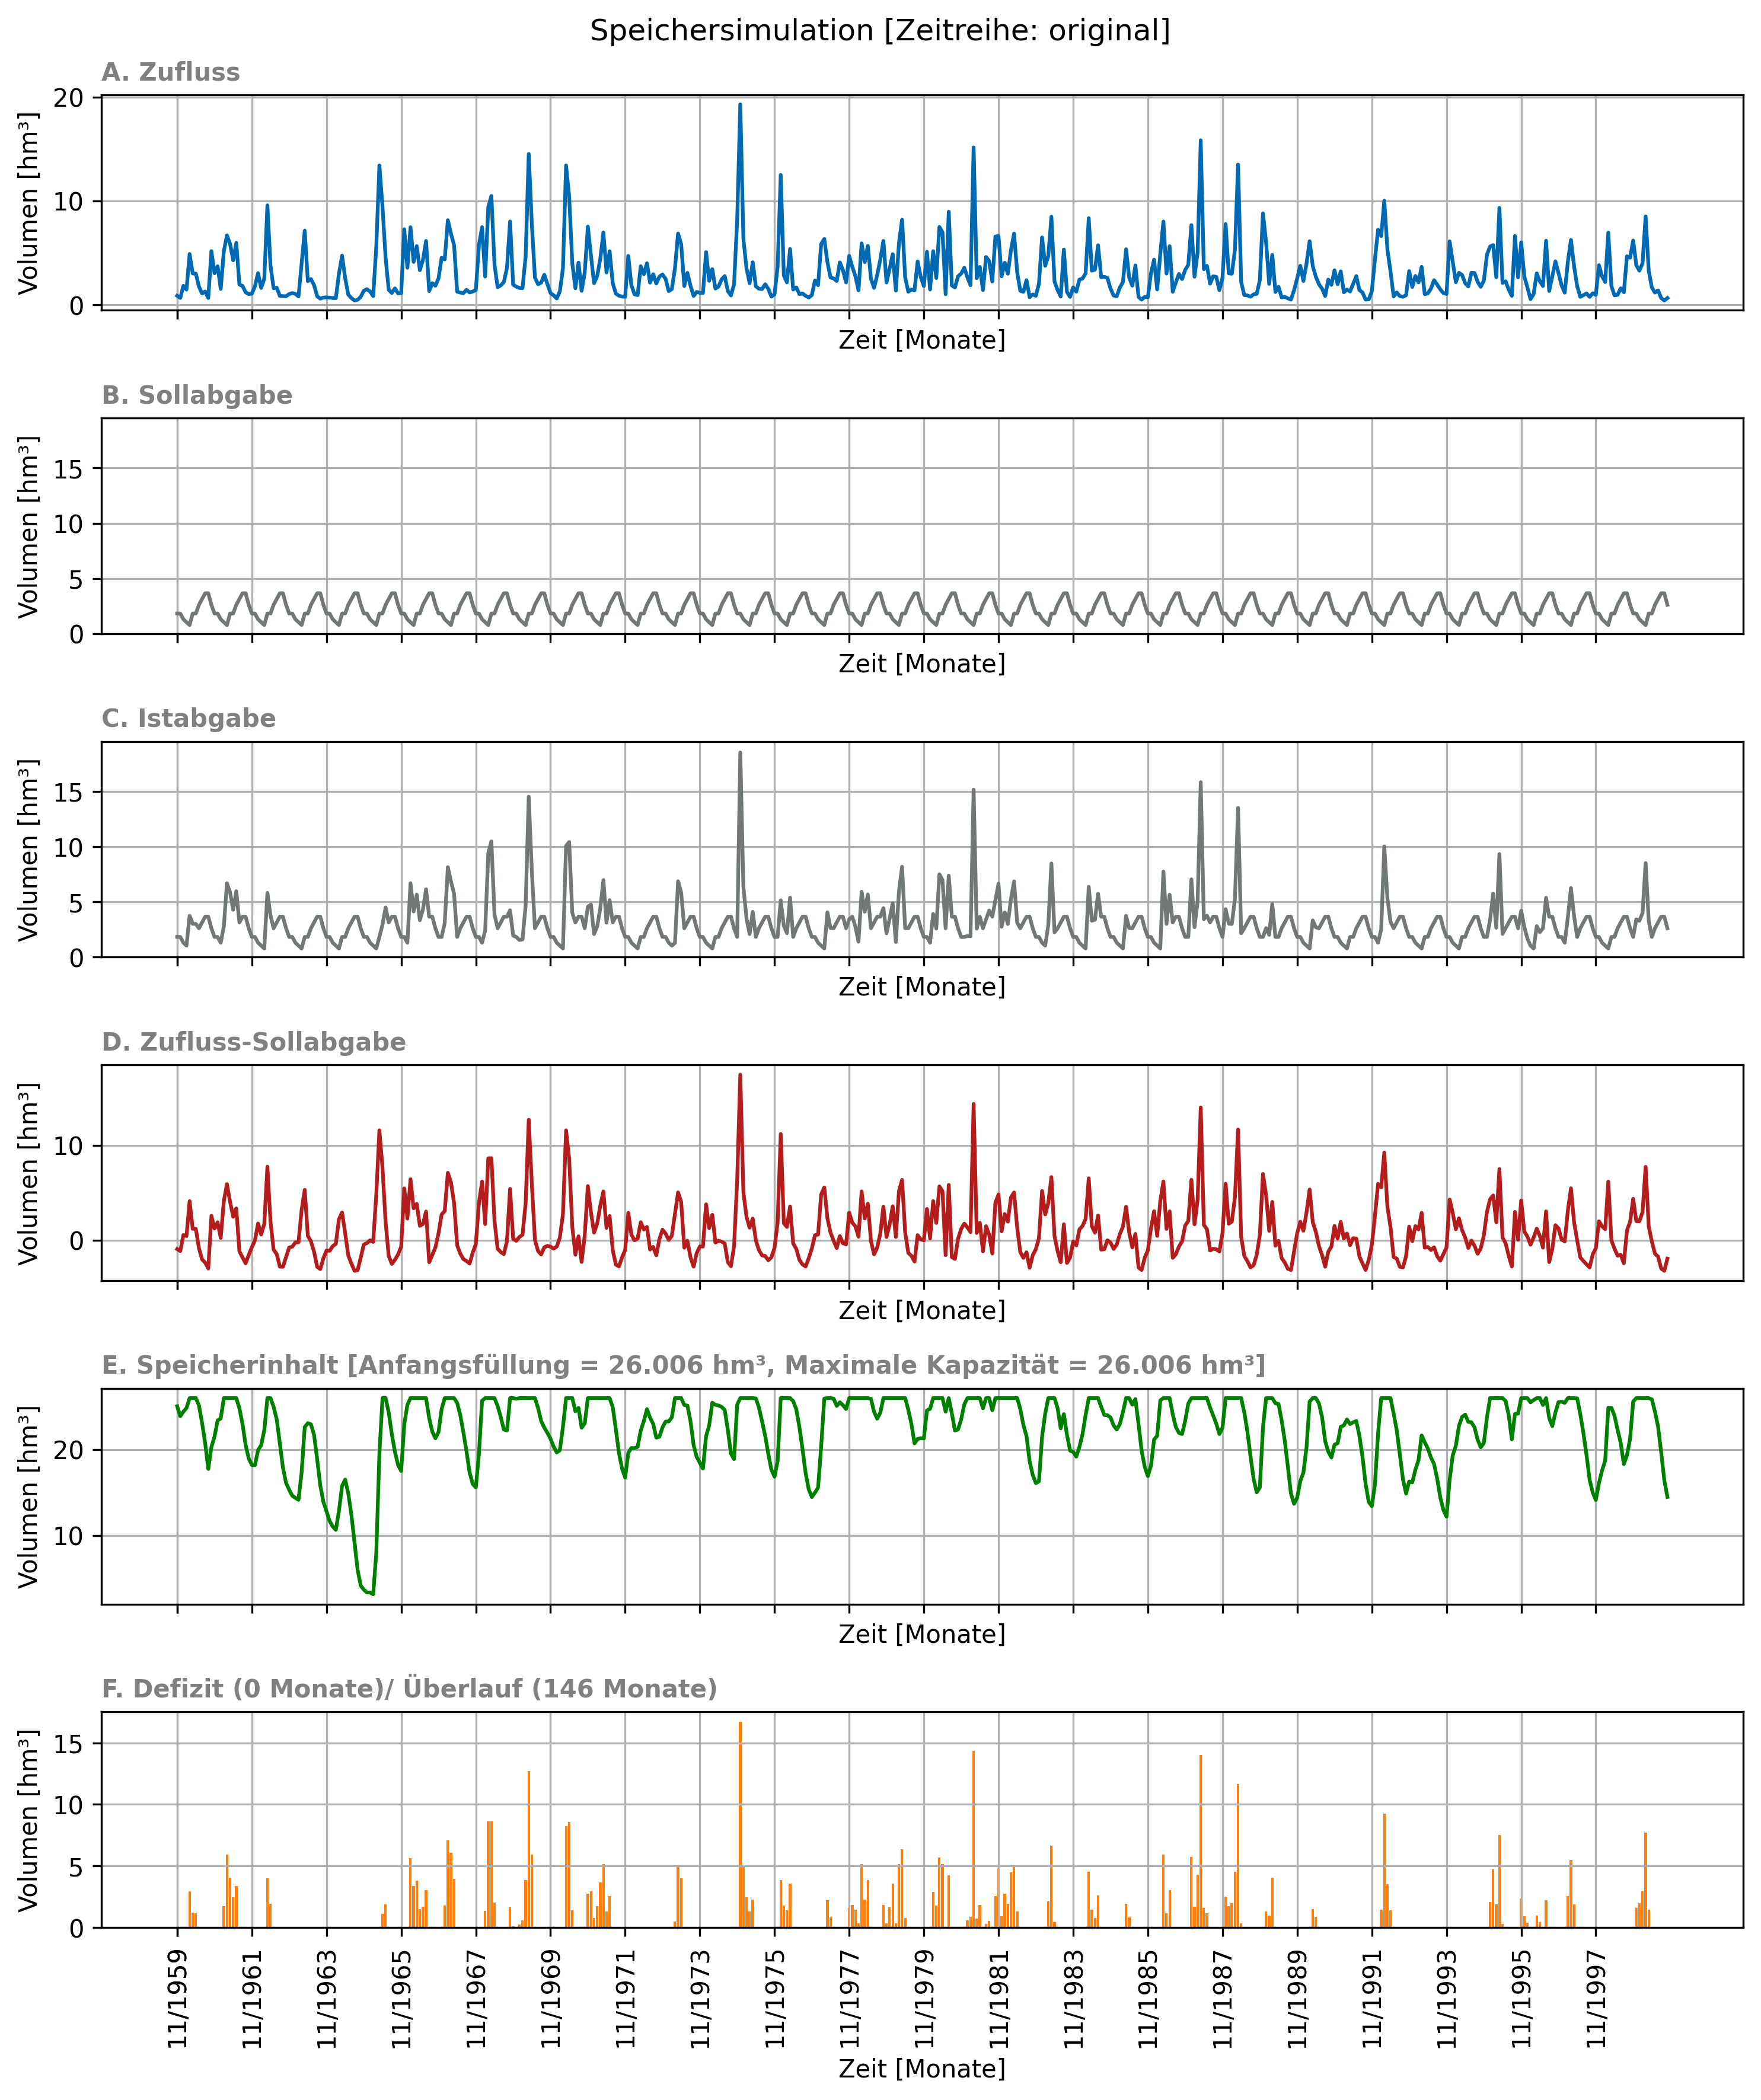 Speichersimulation [Zeitreihe: original]
A. Zufluss
Volumen [hm³]
20
10
0
Zeit [Monate]
B. Sollabgabe
Volumen [hm³]
15
10
5
0
Zeit [Monate]
C. Istabgabe
Volumen [hm³]
15
10
5
0
Zeit [Monate]
D. Zufluss-Sollabgabe
Volumen [hm³]
10
0
Zeit [Monate]
E. Speicherinhalt [Anfangsfüllung = 26.006 hm³, Maximale Kapazität = 26.006 hm³]
Volumen [hm³]
20
10
Zeit [Monate]
F. Defizit (0 Monate)/ Überlauf (146 Monate)
Volumen [hm³]
15
10
5
0
11/1959
11/1961
11/1963
11/1965
11/1967
11/1969
11/1971
11/1973
11/1975
11/1977
11/1979
11/1981
11/1983
11/1985
11/1987
11/1989
11/1991
11/1993
11/1995
11/1997
Zeit [Monate]